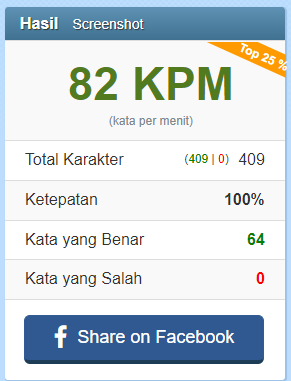 Hasil Screenshot
Top 25 %
82 KPM
(kata per menit)
Total Karakter (409 | 0) 409
Ketepatan 100%
Kata yang Benar 64
Kata yang Salah 0
Share on Facebook